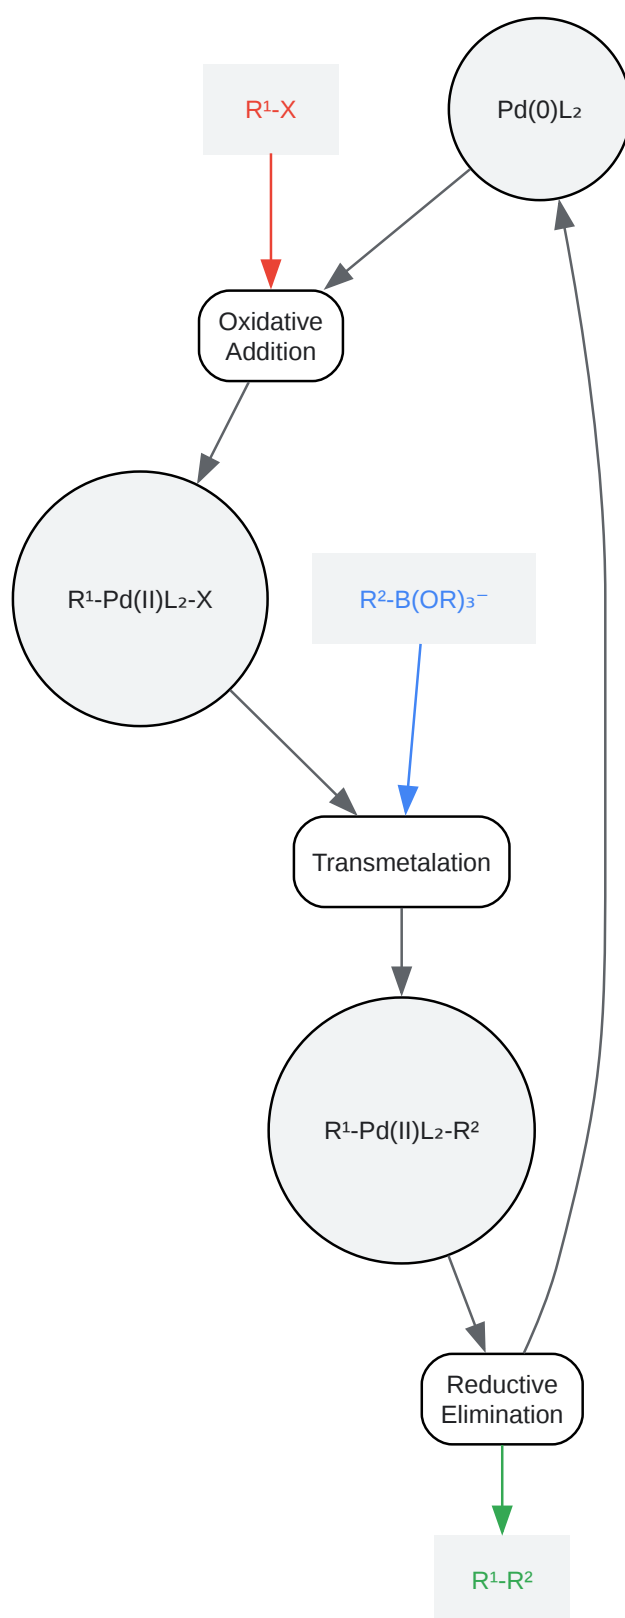 R¹-X
Pd(0)L₂
Oxidative
Addition
R¹-Pd(II)L₂-X
R²-B(OR)₃⁻
Transmetalation
R¹-Pd(II)L₂-R²
Reductive
Elimination
R¹-R²